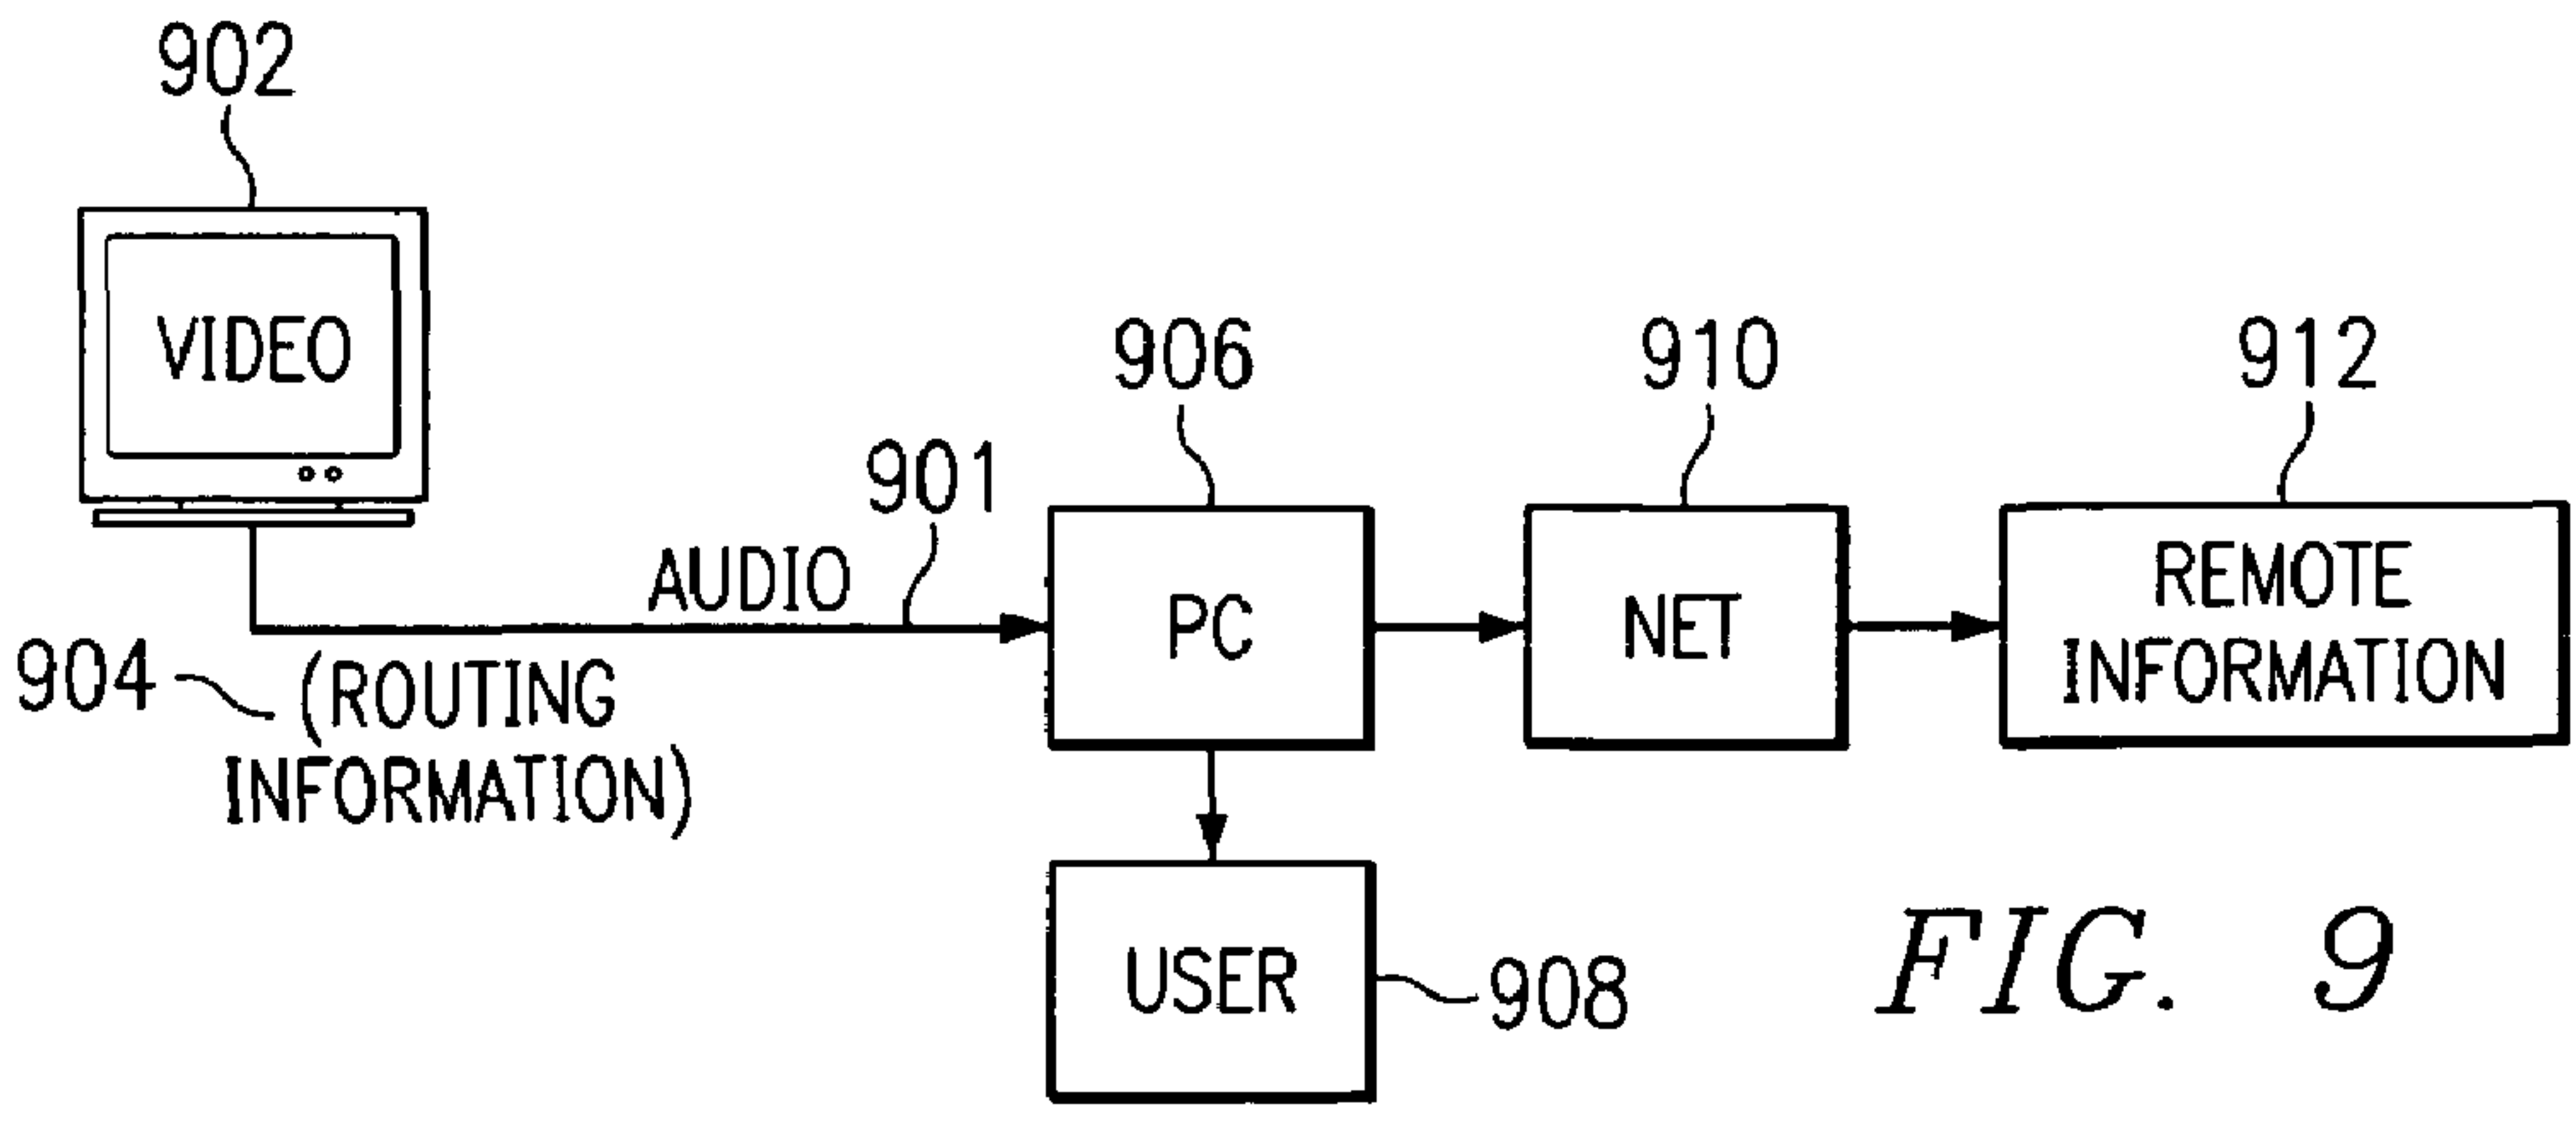 902
VIDEO
904
(ROUTING
INFORMATION)
AUDIO
901
906
PC
910
NET
912
REMOTE
INFORMATION
USER
908
FIG. 9